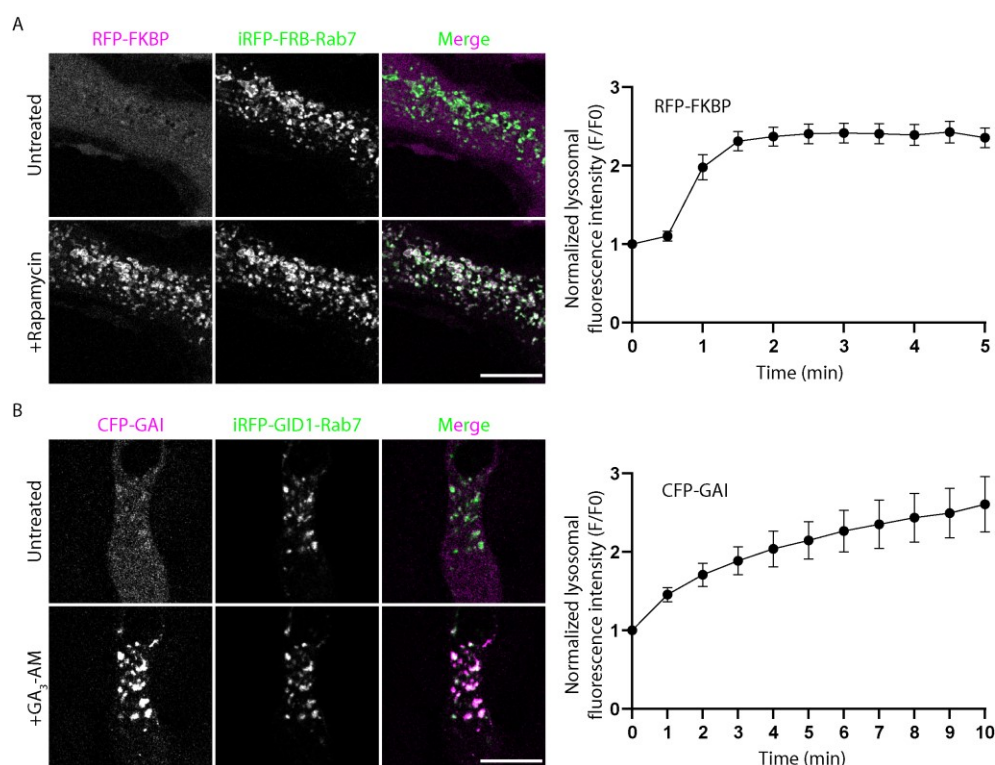 A
RFP-FKBP
iRFP-FRB-Rab7
Merge
Untreated
+Rapamycin
Normalized lysosomal
fluorescence intensity (F/F0)
3
2
1
0
RFP-FKBP
0 1 2 3 4 5
Time (min)
B
CFP-GAI
iRFP-GID1-Rab7
Merge
Untreated
+GA₃-AM
Normalized lysosomal
fluorescence intensity (F/F0)
3
2
1
0
CFP-GAI
0 1 2 3 4 5 6 7 8 9 10
Time (min)